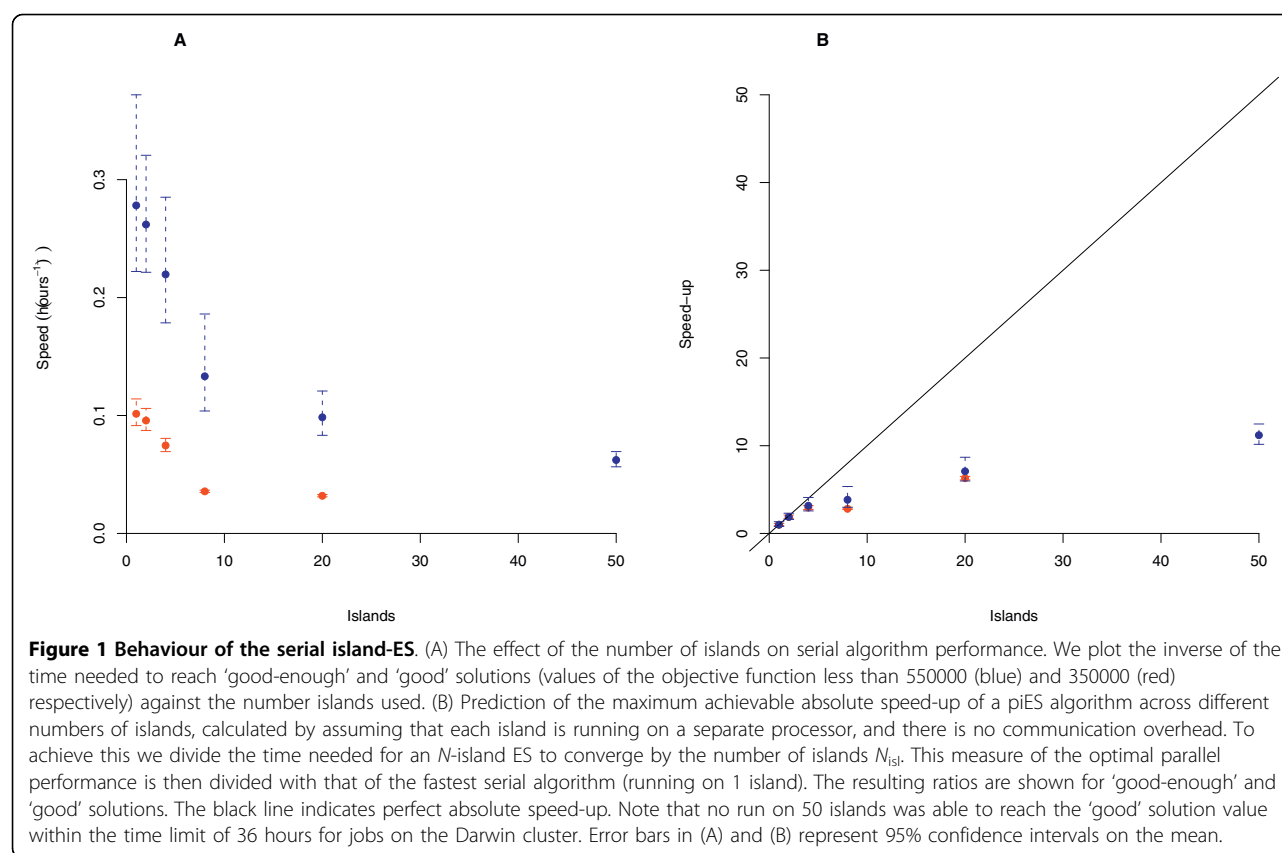 A
B
Speed (hours⁻¹) )
0.0 0.1 0.2 0.3
0 10 20 30 40 50
Islands
Speed−up
0 10 20 30 40 50
0 10 20 30 40 50
Islands
Figure 1 Behaviour of the serial island-ES. (A) The effect of the number of islands on serial algorithm performance. We plot the inverse of the
time needed to reach ‘good-enough’ and ‘good’ solutions (values of the objective function less than 550000 (blue) and 350000 (red)
respectively) against the number islands used. (B) Prediction of the maximum achievable absolute speed-up of a piES algorithm across different
numbers of islands, calculated by assuming that each island is running on a separate processor, and there is no communication overhead. To
achieve this we divide the time needed for an N-island ES to converge by the number of islands Nisl. This measure of the optimal parallel
performance is then divided with that of the fastest serial algorithm (running on 1 island). The resulting ratios are shown for ‘good-enough’ and
‘good’ solutions. The black line indicates perfect absolute speed-up. Note that no run on 50 islands was able to reach the ‘good’ solution value
within the time limit of 36 hours for jobs on the Darwin cluster. Error bars in (A) and (B) represent 95% confidence intervals on the mean.